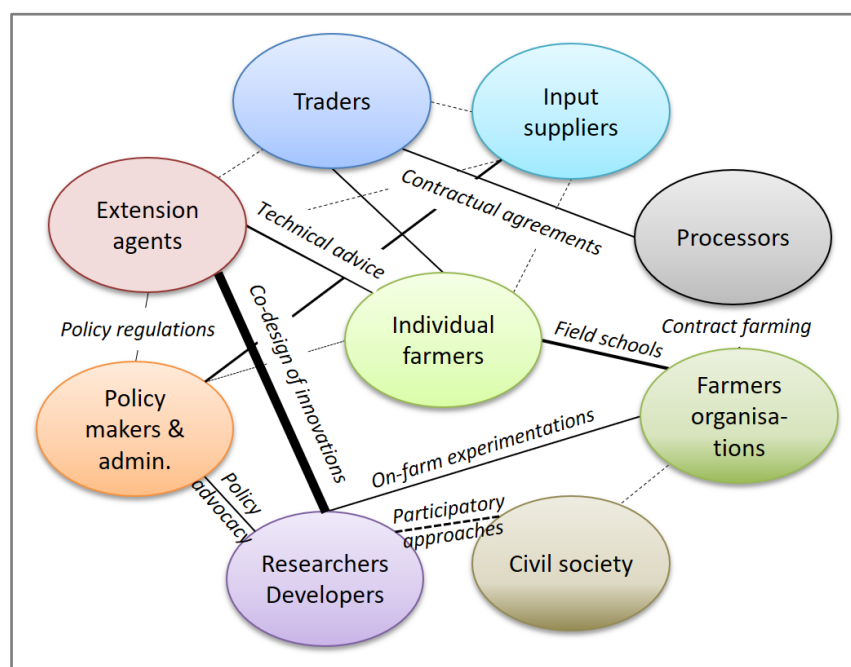 Traders
Input
suppliers
Extension
agents
Technical advice
Contractual agreements
Processors
Policy regulations
Co-design of innovations
Individual
farmers
Field schools
Contract farming
Policy
makers &
admin.
Farmers
organisa-
tions
On-farm experimentations
Policy
advocacy
Participatory
approaches
Researchers
Developers
Civil society